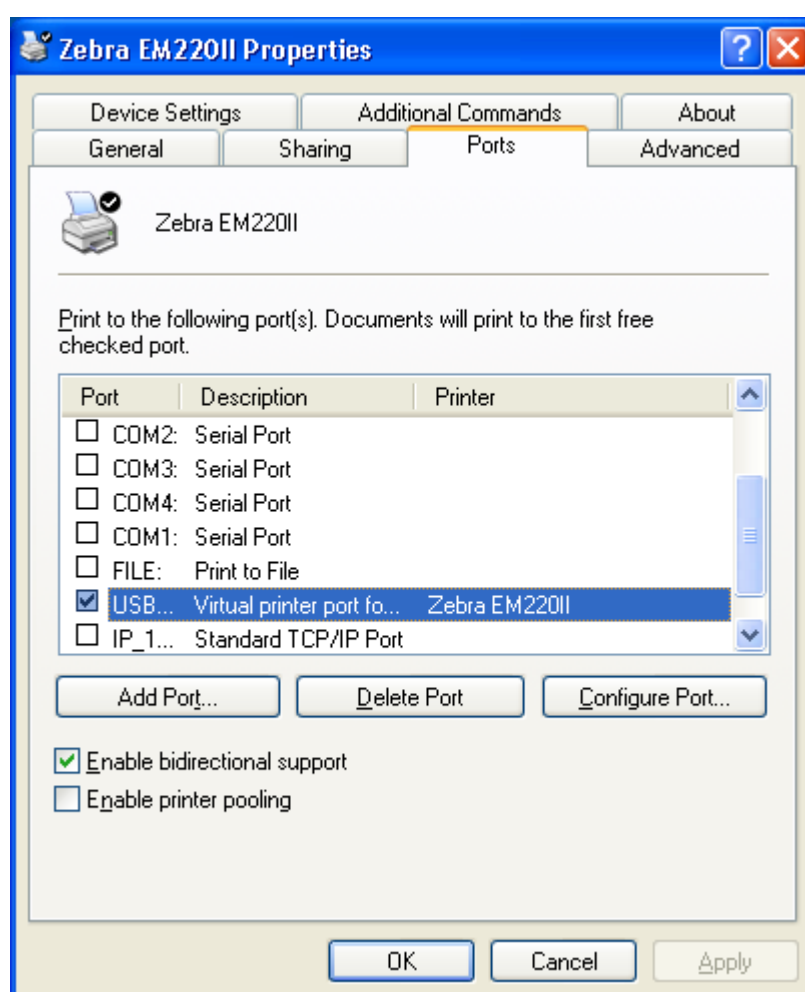 Zebra EM220II Properties
Device Settings Additional Commands About
General Sharing Ports Advanced
Zebra EM220II
Print to the following port(s). Documents will print to the first free
checked port.
Port Description Printer
COM2: Serial Port
COM3: Serial Port
COM4: Serial Port
COM1: Serial Port
FILE: Print to File
USB... Virtual printer port fo... Zebra EM220II
IP_1... Standard TCP/IP Port
Add Port... Delete Port Configure Port...
Enable bidirectional support
Enable printer pooling
OK Cancel Apply